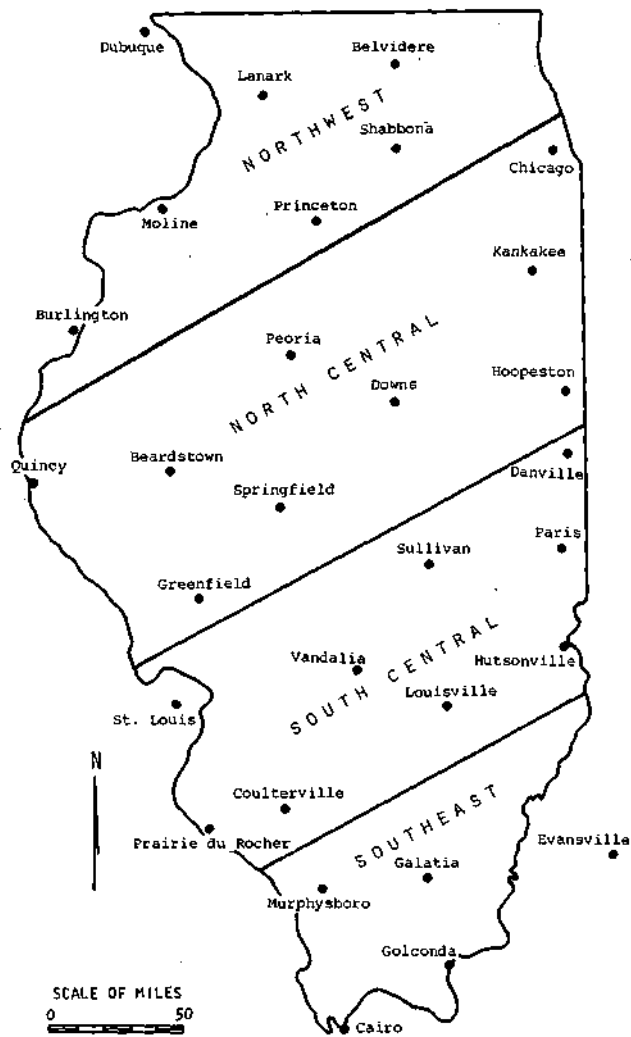 Dubuque
Belvidere
Lanark
NORTHWEST
Shabbona
Chicago
Princeton
Moline
Kankakee
Burlington
Peoria
NORTH CENTRAL
Downs
Hoopeston
Beardstown
Quincy
Danville
Springfield
Paris
Sullivan
Greenfield
SOUTH CENTRAL
Vandalia
Hutsonville
Louisville
St. Louis
N
Coulterville
SOUTHEAST
Prairie du Rocher
Evansville
Galatia
Murphysboro
Golconda
SCALE OF MILES
0 50
Cairo